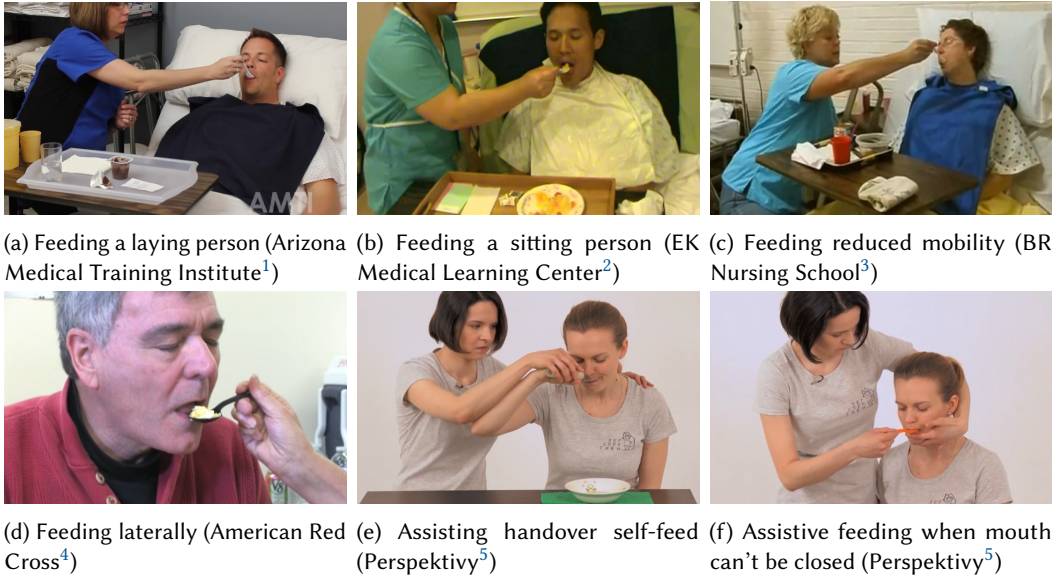 AMTI
(a) Feeding a laying person (Arizona
Medical Training Institute1)
(b) Feeding a sitting person (EK
Medical Learning Center2)
(c) Feeding reduced mobility (BR
Nursing School3)
(d) Feeding laterally (American Red
Cross4)
(e) Assisting handover self-feed
(Perspektivy5)
(f) Assistive feeding when mouth
can't be closed (Perspektivy5)